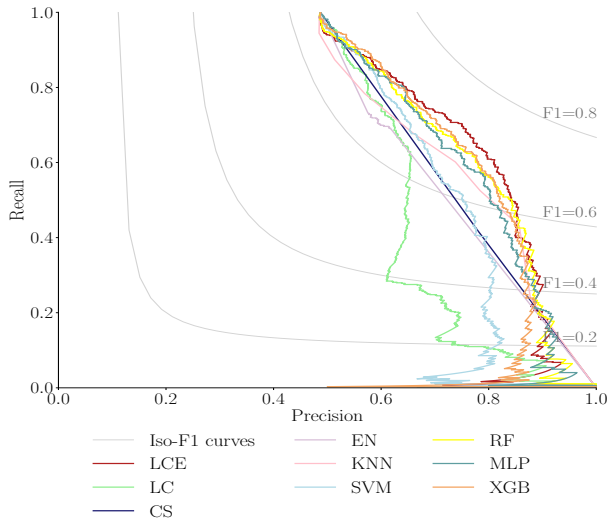 1.0
F1=0.8
0.8
0.6
F1=0.6
Recall
0.4
F1=0.4
0.2
F1=0.2
0.0
0.0 0.2 0.4 0.6 0.8 1.0
Precision
Iso-F1 curves EN RF
LCE KNN MLP
LC SVM XGB
CS